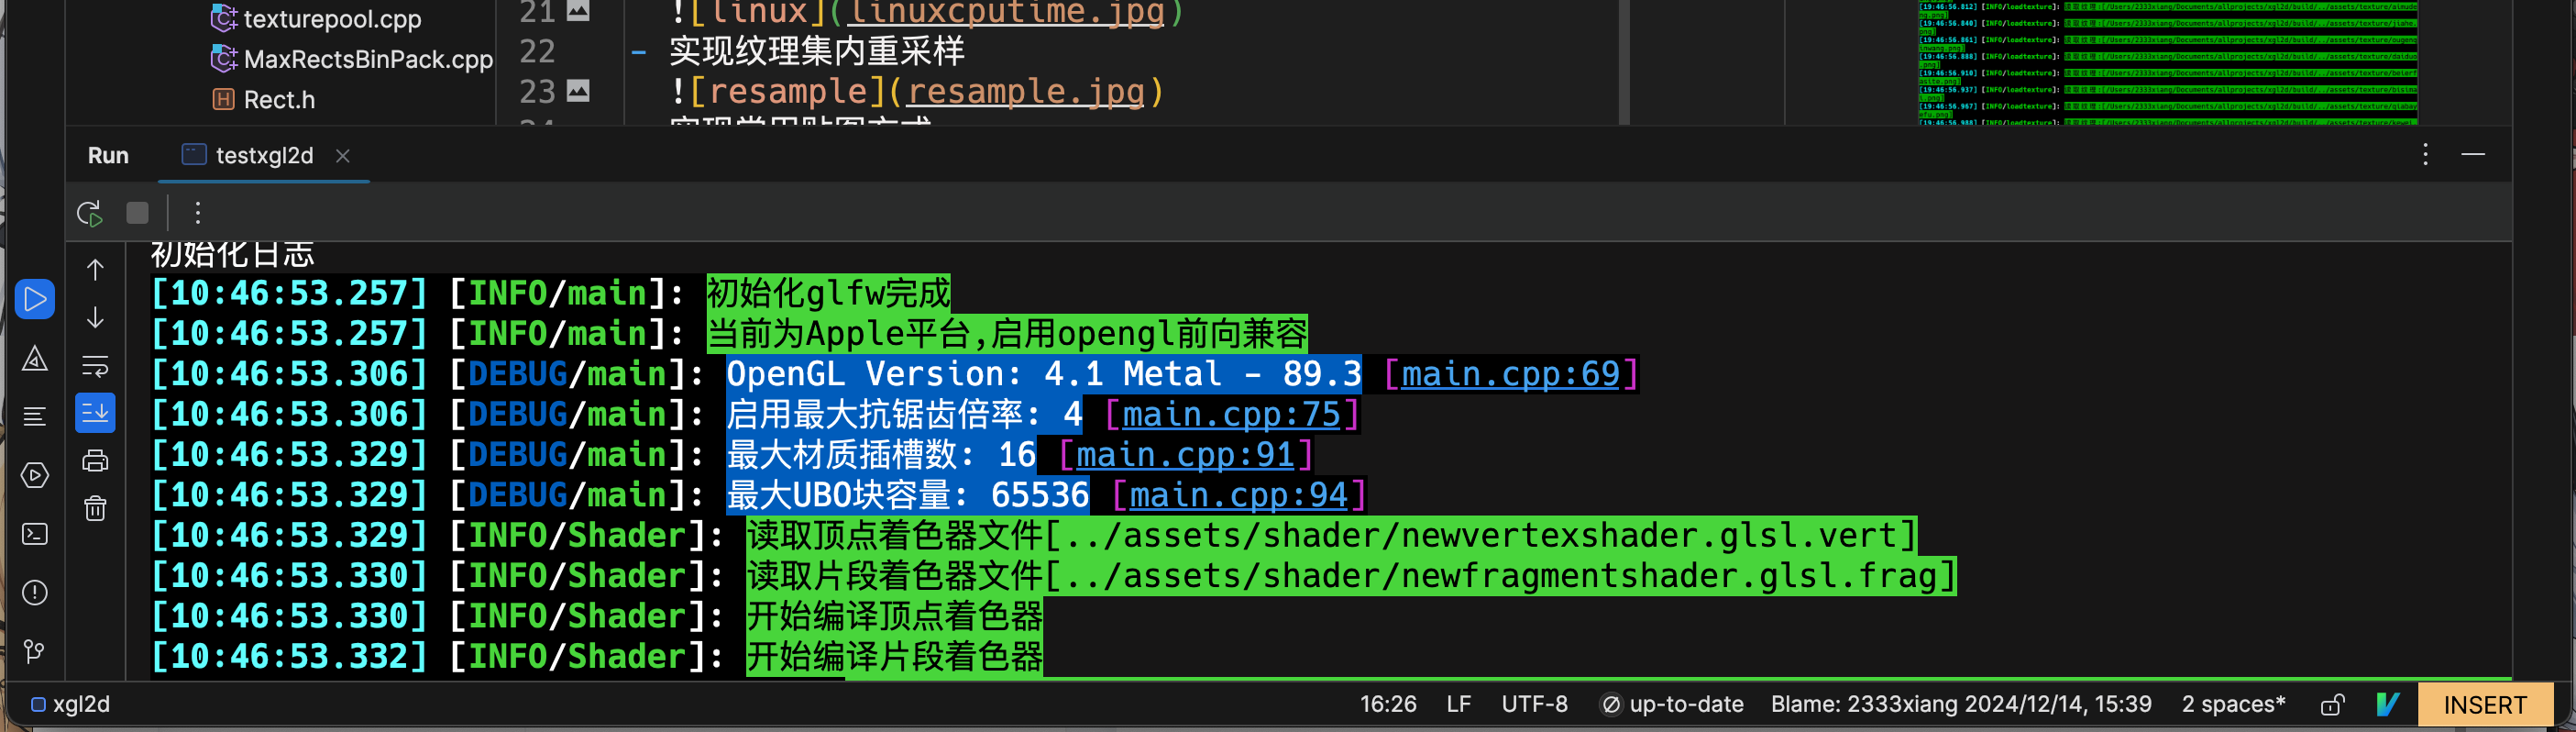 texturepool.cpp
MaxRectsBinPack.cpp
Rect.h
21 ![linux](linuxcputime.jpg)
22 - 实现纹理集内重采样
23 ![resample](resample.jpg)
Run testxgl2d
初始化日志
[10:46:53.257] [INFO/main]: 初始化glfw完成
[10:46:53.257] [INFO/main]: 当前为Apple平台,启用opengl前向兼容
[10:46:53.306] [DEBUG/main]: OpenGL Version: 4.1 Metal - 89.3 [main.cpp:69]
[10:46:53.306] [DEBUG/main]: 启用最大抗锯齿倍率: 4 [main.cpp:75]
[10:46:53.329] [DEBUG/main]: 最大材质插槽数: 16 [main.cpp:91]
[10:46:53.329] [DEBUG/main]: 最大UBO块容量: 65536 [main.cpp:94]
[10:46:53.329] [INFO/Shader]: 读取顶点着色器文件[../assets/shader/newvertexshader.glsl.vert]
[10:46:53.330] [INFO/Shader]: 读取片段着色器文件[../assets/shader/newfragmentshader.glsl.frag]
[10:46:53.330] [INFO/Shader]: 开始编译顶点着色器
[10:46:53.332] [INFO/Shader]: 开始编译片段着色器
xgl2d 16:26 LF UTF-8 up-to-date Blame: 2333xiang 2024/12/14, 15:39 2 spaces* INSERT